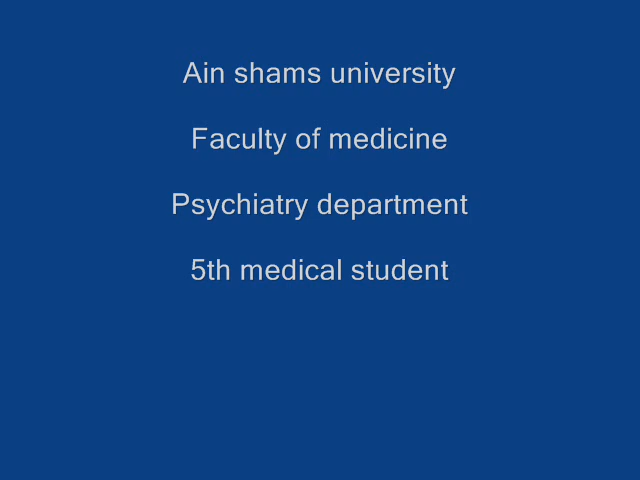 Ain shams university
Faculty of medicine
Psychiatry department
5th medical student